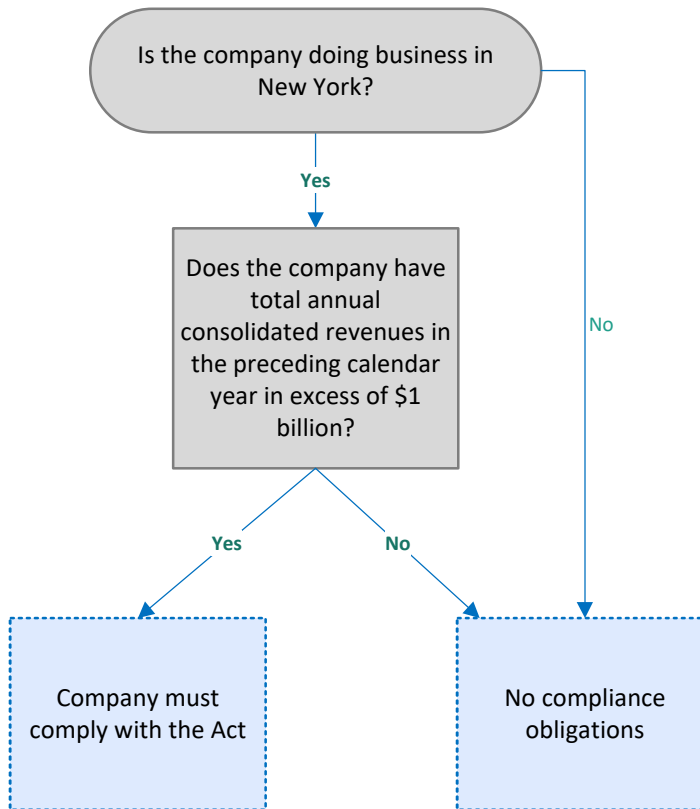 Is the company doing business in
New York?
Yes
Does the company have
total annual
consolidated revenues in
the preceding calendar
year in excess of $1
billion?
No
Yes
No
Company must
comply with the Act
No compliance
obligations